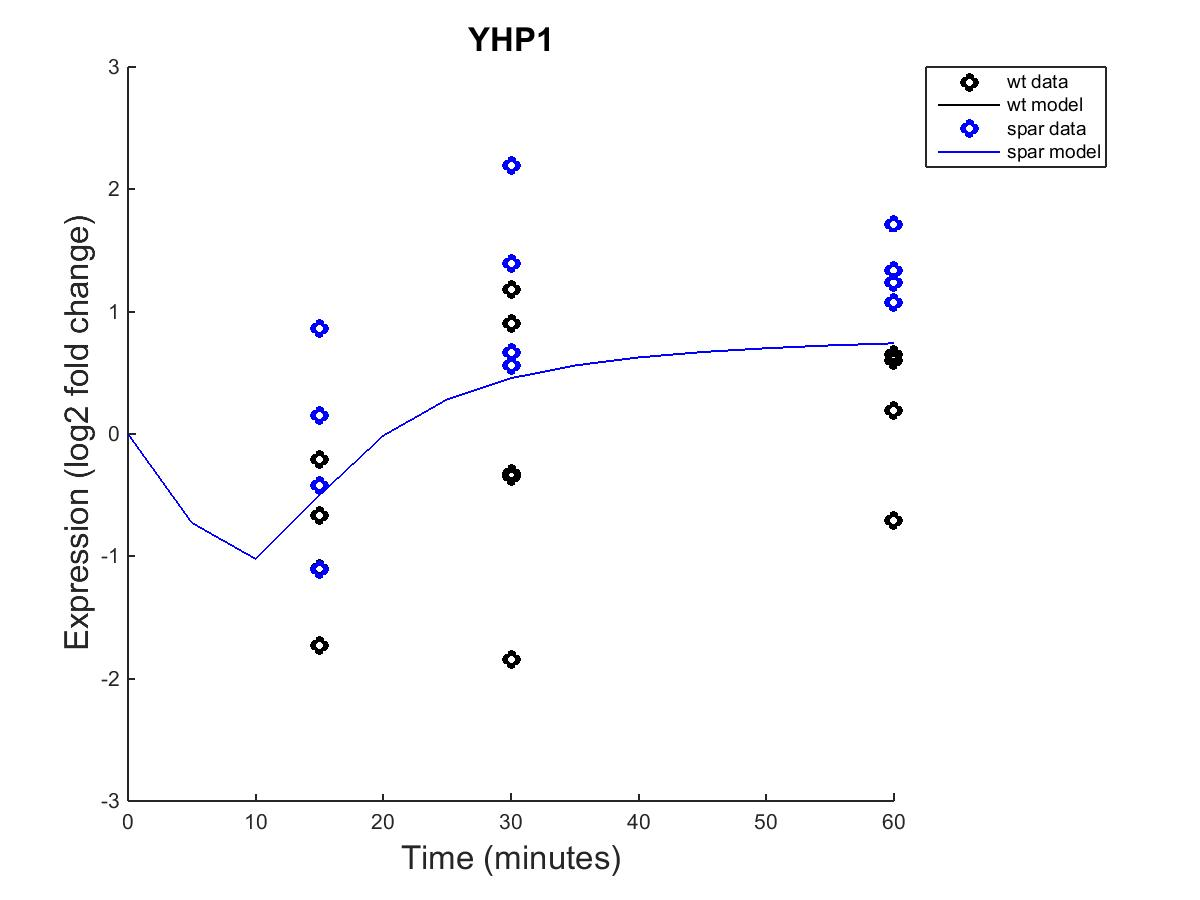 YHP1
wt data
wt model
spar data
spar model
Expression (log2 fold change)
3
2
1
0
-1
-2
-3
0 10 20 30 40 50 60
Time (minutes)